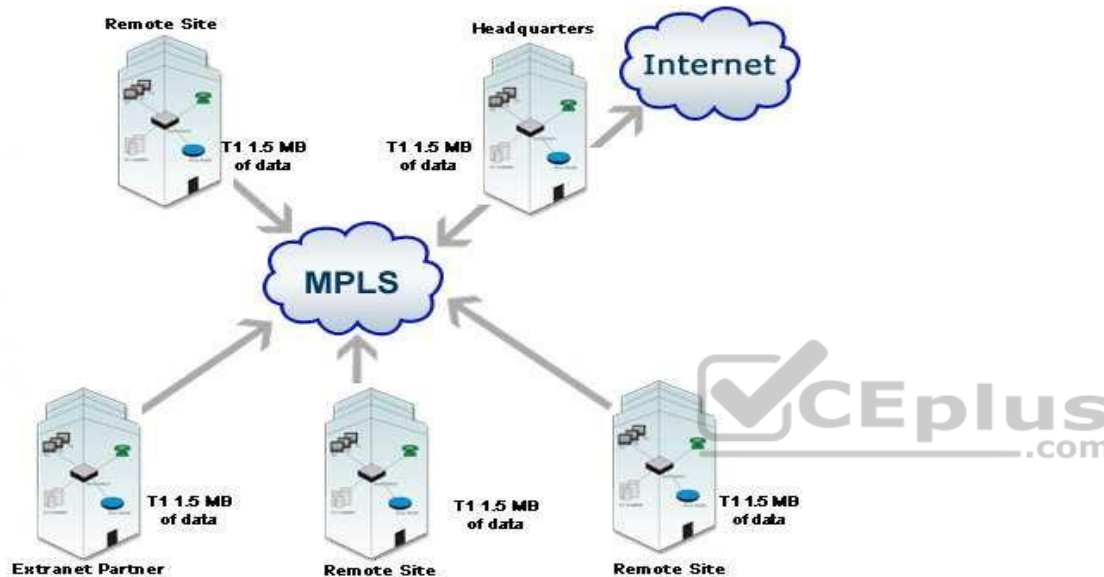 Remote Site
Headquarters
Internet
T1 1.5 MB
of data
T1 1.5 MB
of data
MPLS
CEplus
.com
T1 1.5 MB
of data
T1 1.5 MB
of data
T1 1.5 MB
of data
Extranet Partner
Remote Site
Remote Site